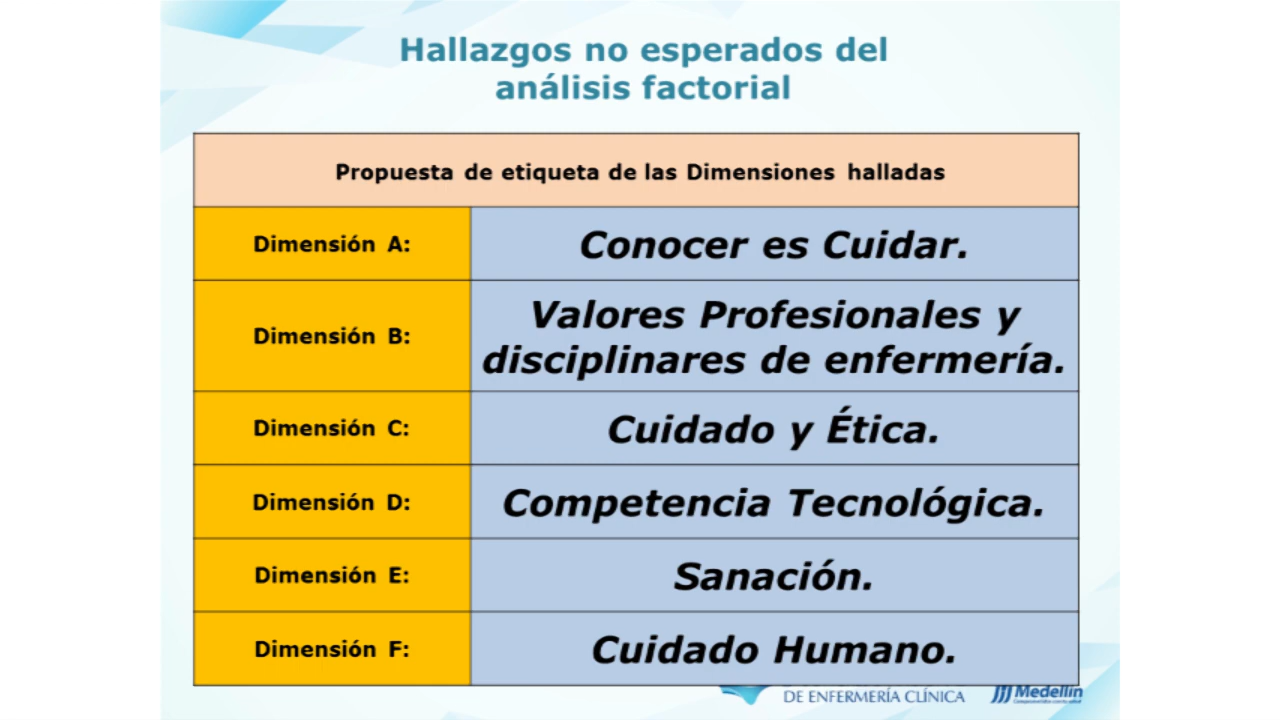 Hallazgos no esperados del
análisis factorial
Propuesta de etiqueta de las Dimensiones halladas
Dimensión A:
Conocer es Cuidar.
Dimensión B:
Valores Profesionales y
disciplinares de enfermería.
Dimensión C:
Cuidado y Ética.
Dimensión D:
Competencia Tecnológica.
Dimensión E:
Sanación.
Dimensión F:
Cuidado Humano.
DE ENFERMERÍA CLÍNICA
Medellín